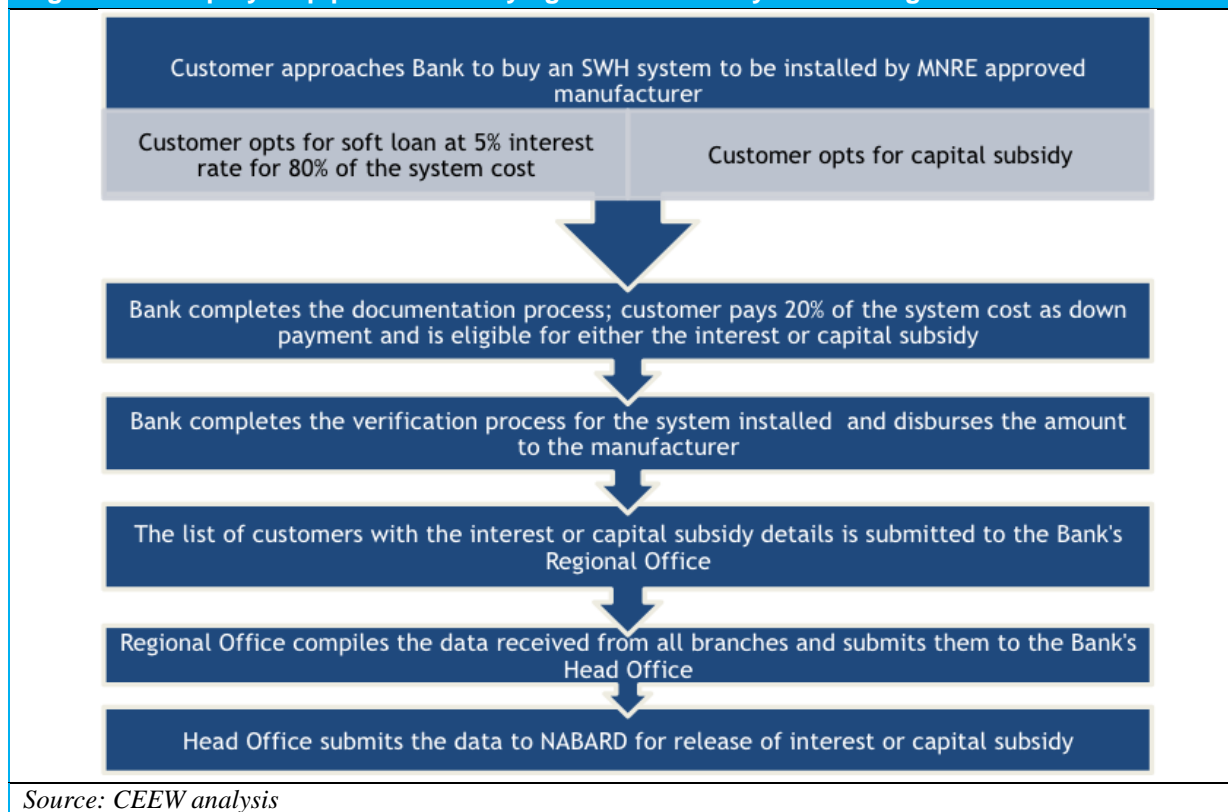 Customer approaches Bank to buy an SWH system to be installed by MNRE approved
manufacturer
Customer opts for soft loan at 5% interest
rate for 80% of the system cost
Customer opts for capital subsidy
Bank completes the documentation process; customer pays 20% of the system cost as down
payment and is eligible for either the interest or capital subsidy
Bank completes the verification process for the system installed and disburses the amount
to the manufacturer
The list of customers with the interest or capital subsidy details is submitted to the Bank's
Regional Office
Regional Office compiles the data received from all branches and submits them to the Bank's
Head Office
Head Office submits the data to NABARD for release of interest or capital subsidy
Source: CEEW analysis